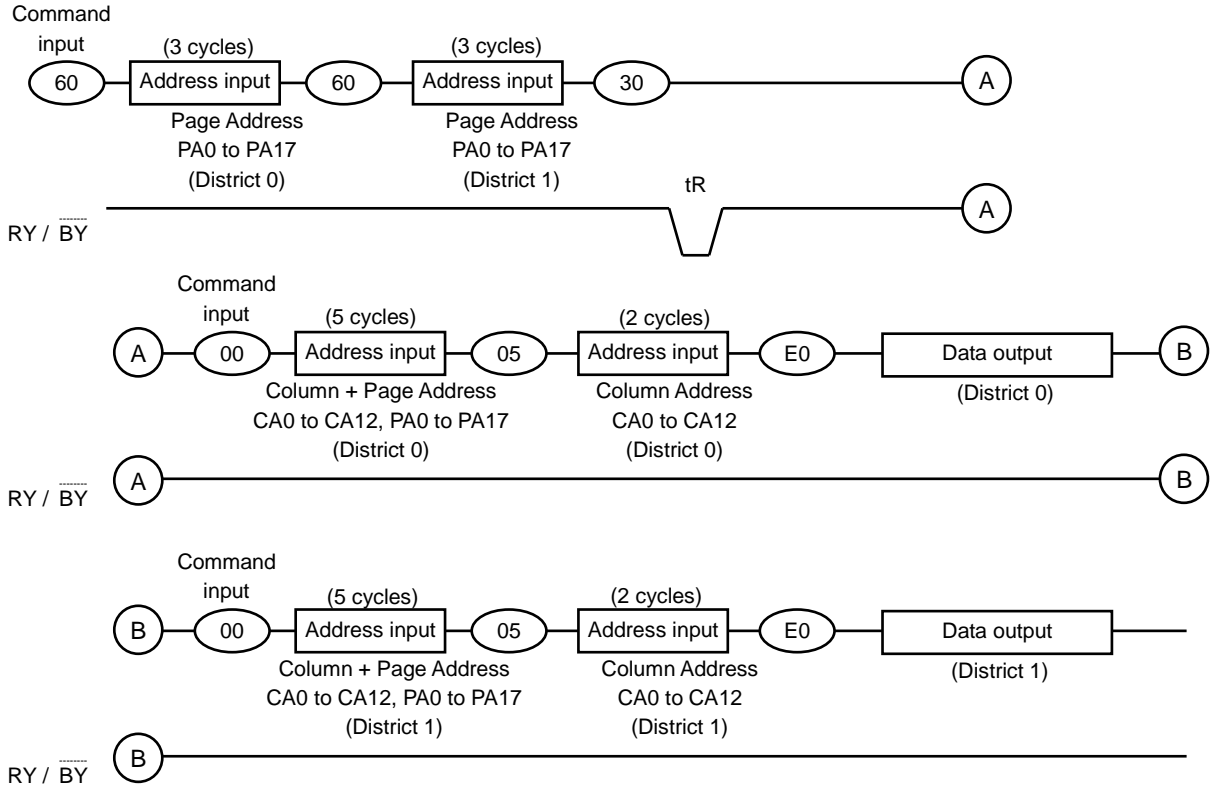 Command
input
(3 cycles)
(3 cycles)
60
Address input
60
Address input
30
A
Page Address
PA0 to PA17
(District 0)
Page Address
PA0 to PA17
(District 1)
tR
RY / BY
A
Command
input
(5 cycles)
(2 cycles)
A
00
Address input
05
Address input
E0
Data output
B
Column + Page Address
CA0 to CA12, PA0 to PA17
(District 0)
Column Address
CA0 to CA12
(District 0)
(District 0)
RY / BY
A
B
Command
input
(5 cycles)
(2 cycles)
B
00
Address input
05
Address input
E0
Data output
Column + Page Address
CA0 to CA12, PA0 to PA17
(District 1)
Column Address
CA0 to CA12
(District 1)
(District 1)
RY / BY
B